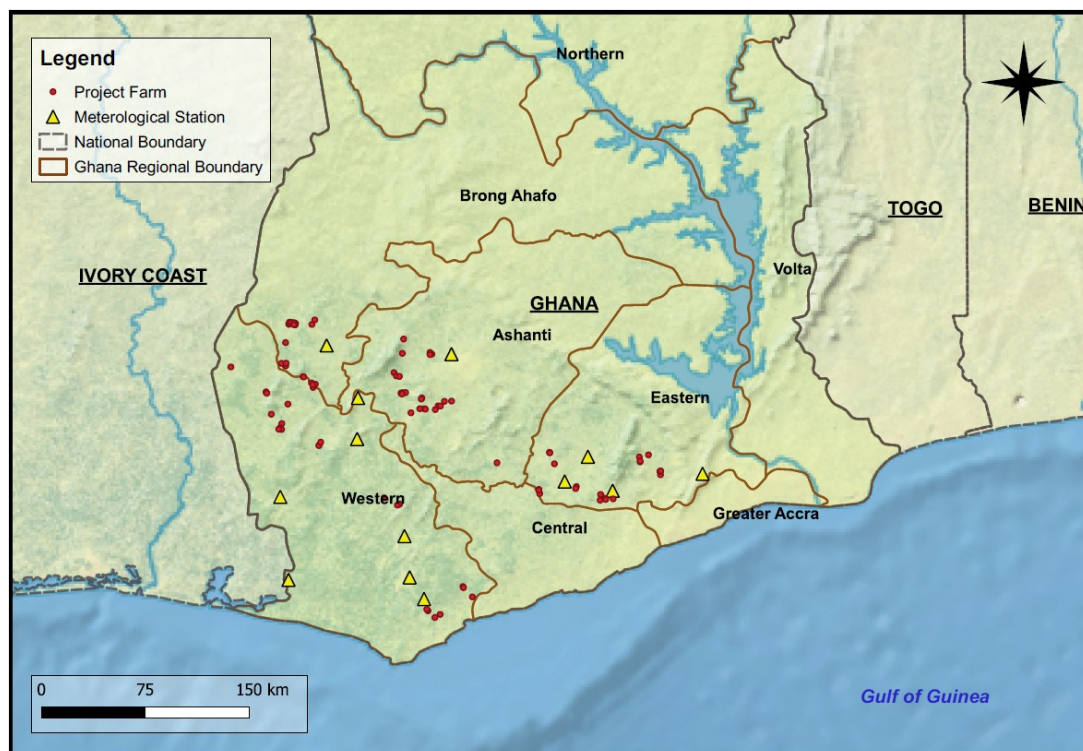 Legend
Project Farm
Meterological Station
National Boundary
Ghana Regional Boundary
Northern
Brong Ahafo
TOGO
BENIN
IVORY COAST
Volta
GHANA
Ashanti
Eastern
Western
Central
Greater Accra
0 75 150 km
Gulf of Guinea